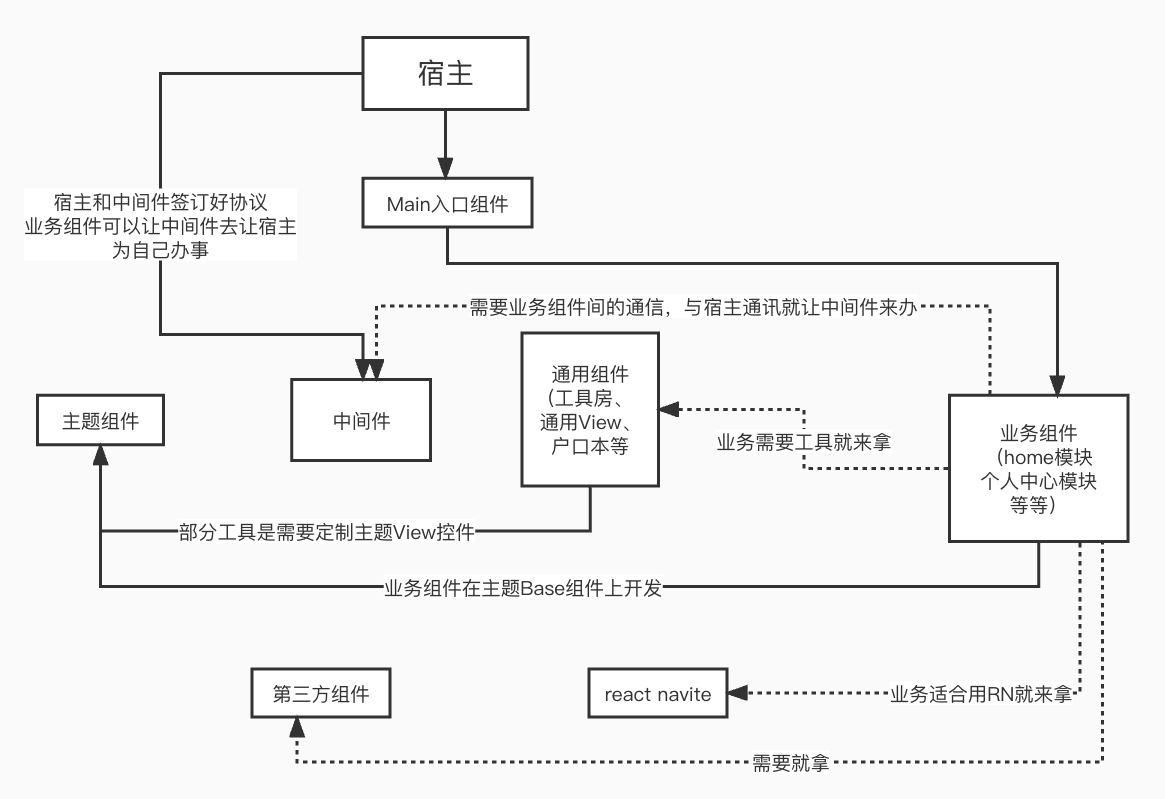 宿主
Main入口组件
宿主和中间件签订好协议
业务组件可以让中间件去让宿主
为自己办事
需要业务组件间的通信，与宿主通讯就让中间件来办
主题组件
中间件
通用组件
（工具房、
通用View、
户口本等
业务需要工具就来拿
业务组件
（home模块
个人中心模块
等等）
部分工具是需要定制主题View控件
业务组件在主题Base组件上开发
第三方组件
react navite
业务适合用RN就来拿
需要就拿